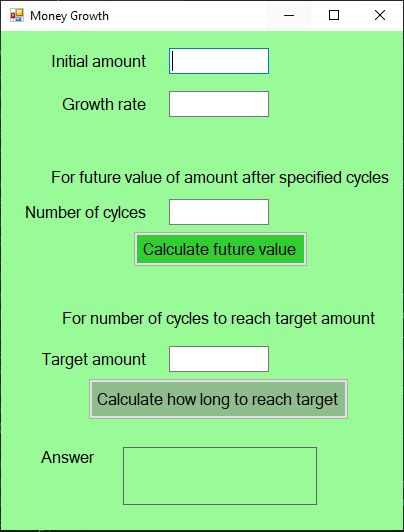 Money Growth
Initial amount
Growth rate
For future value of amount after specified cycles
Number of cylces
Calculate future value
For number of cycles to reach target amount
Target amount
Calculate how long to reach target
Answer